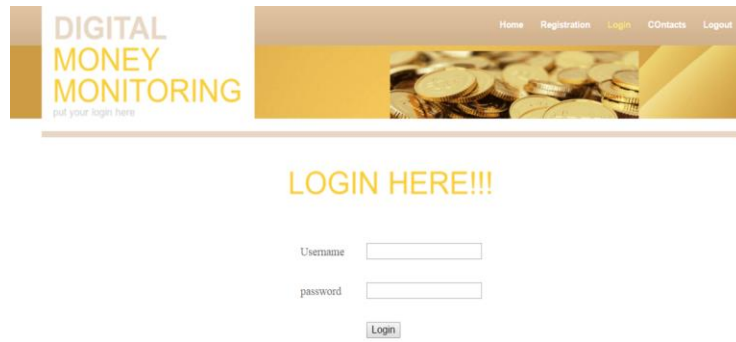 DIGITAL
MONEY
MONITORING
put your login here
Home Registration Login COntacts Logout
LOGIN HERE!!!
Username
password
Login